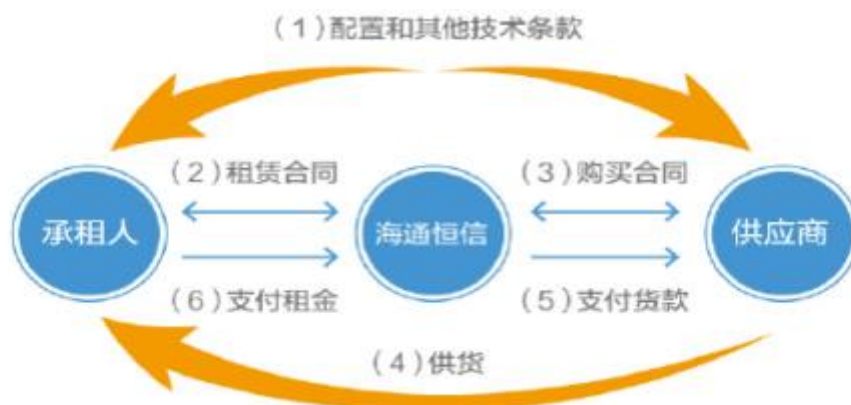 (1)配置和其他技术条款
(2)租赁合同
(3)购买合同
承租人
海通恒信
供应商
(6)支付租金
(5)支付货款
(4)供货